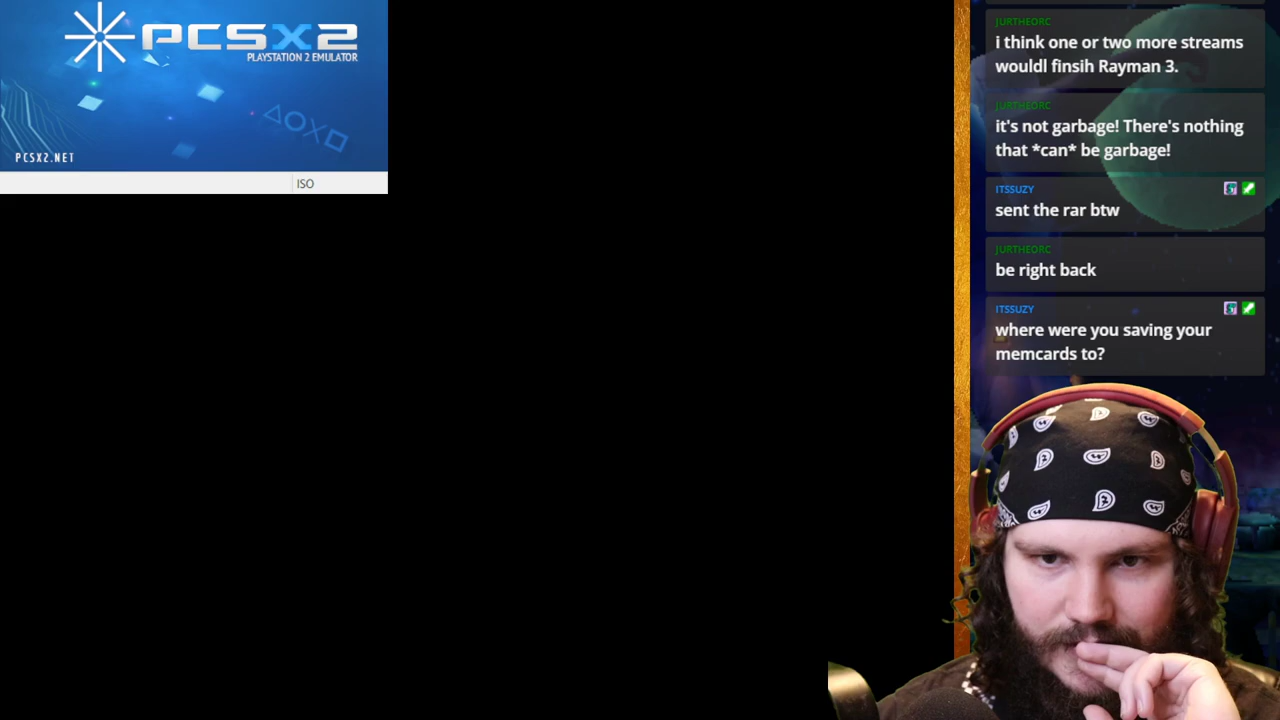 PCSX2
PLAYSTATION 2 EMULATOR
PCSX2.NET
ISO
JURTHEORC
i think one or two more streams
wouldl finsih Rayman 3.
JURTHEORC
it's not garbage! There's nothing
that *can* be garbage!
ITSSUZY
sent the rar btw
JURTHEORC
be right back
ITSSUZY
where were you saving your
memcards to?